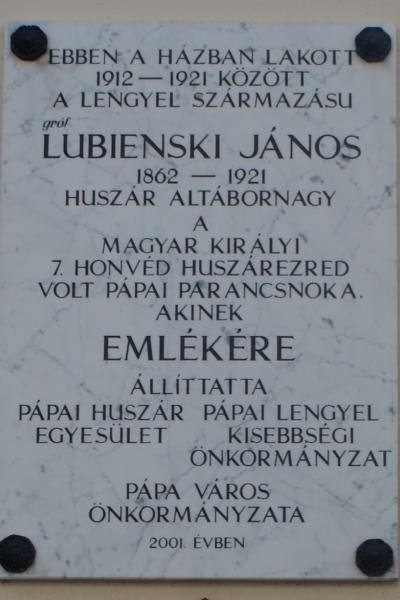 EBBEN A HÁZBAN LAKOTT
1912 — 1921 KÖZÖTT
A LENGYEL SZÁRMAZÁSU
gróf
LUBIENSKI JÁNOS
1862 — 1921
HUSZÁR ALTÁBORNAGY
A
MAGYAR KIRÁLYI
7. HONVÉD HUSZÁREZRED
VOLT PÁPAI PARANCSNOKA.
AKINEK
EMLÉKÉRE
ÁLLÍTTATTA
PÁPAI HUSZÁR PÁPAI LENGYEL
EGYESÜLET KISEBBSÉGI
ÖNKORMÁNYZAT
PÁPA VÁROS
ÖNKORMÁNYZATA
2001. ÉVBEN